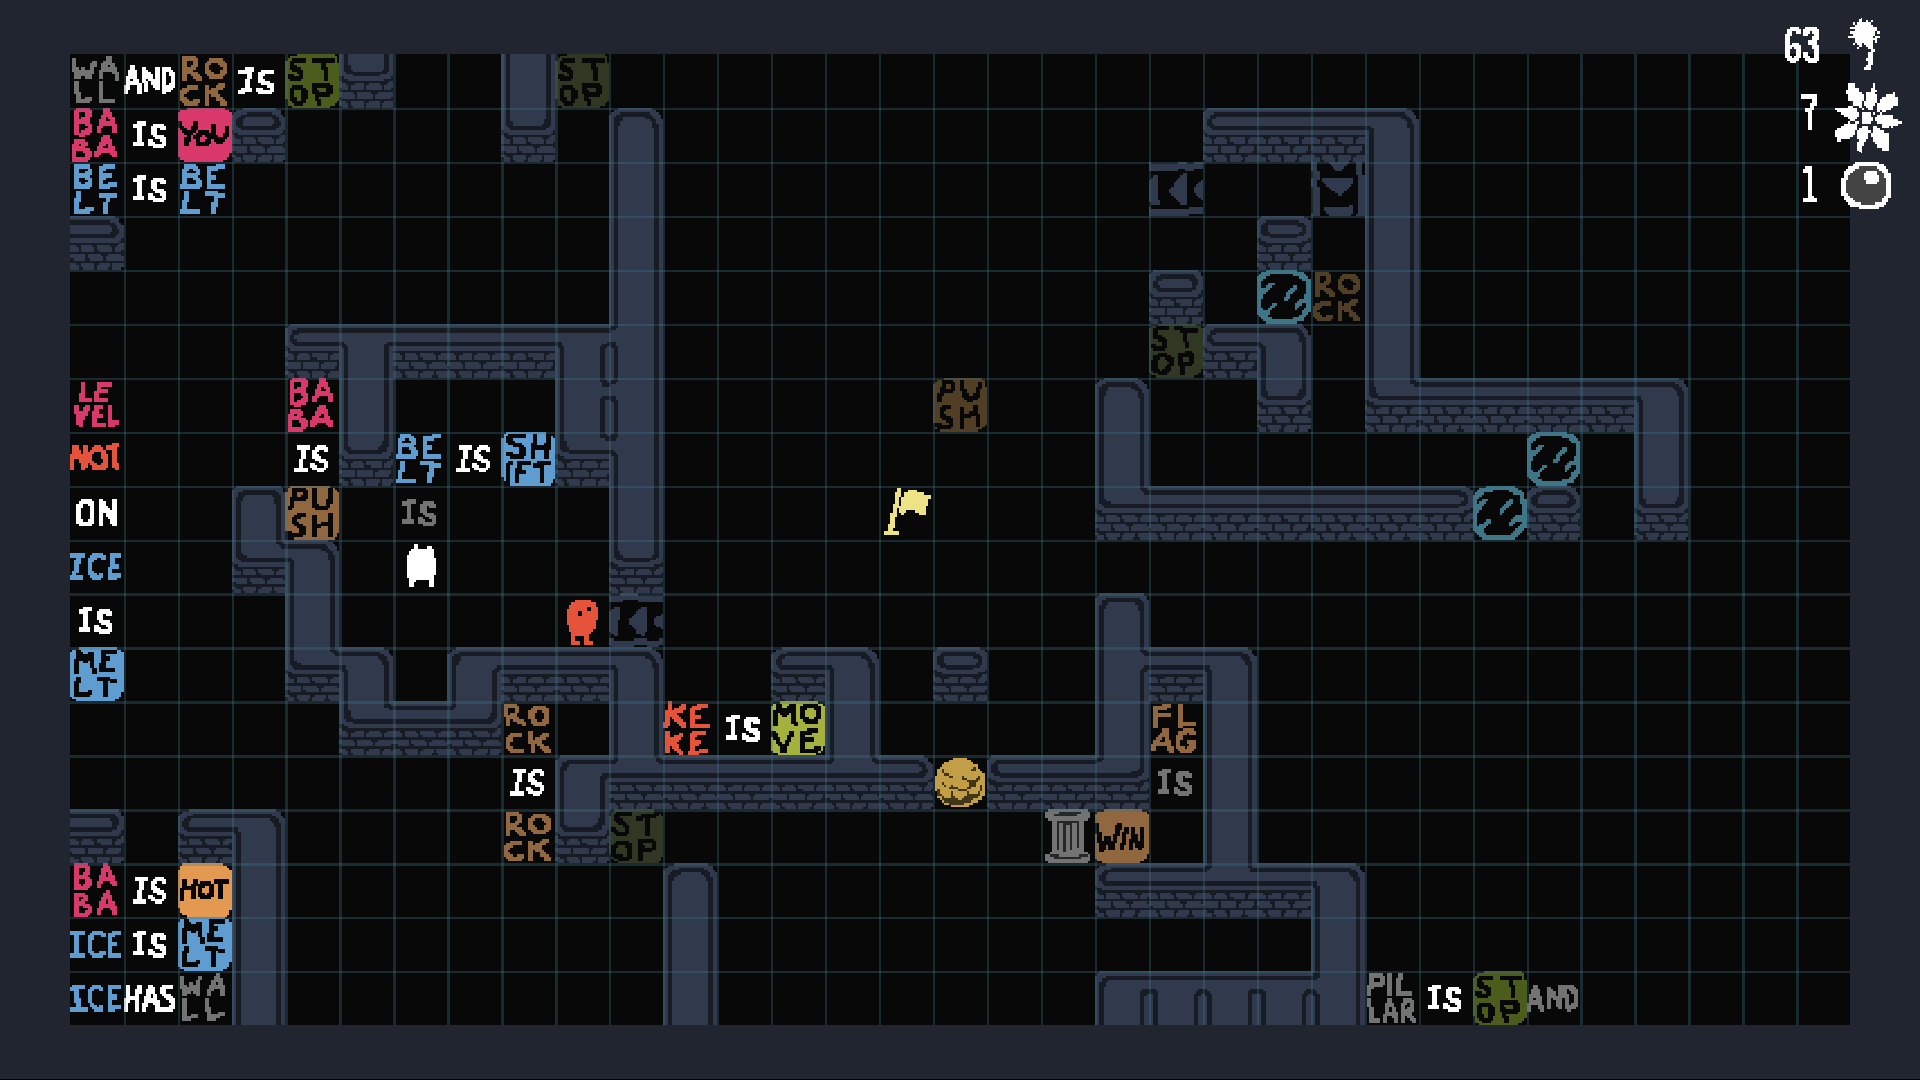 WALL AND ROCK IS STOP STOP
63
BABA IS YOU
7
BELT IS BELT
1
ROCK
STOP
LEVEL BABA PUSH
NOT IS BELT IS SHIFT
ON PUSH IS
ICE
IS
MELT
ROCK KEKE IS MOVE FLAG
IS IS
ROCK STOP WIN
BABA IS HOT
ICE IS MELT
ICE HAS WALL PILLAR IS STOP AND